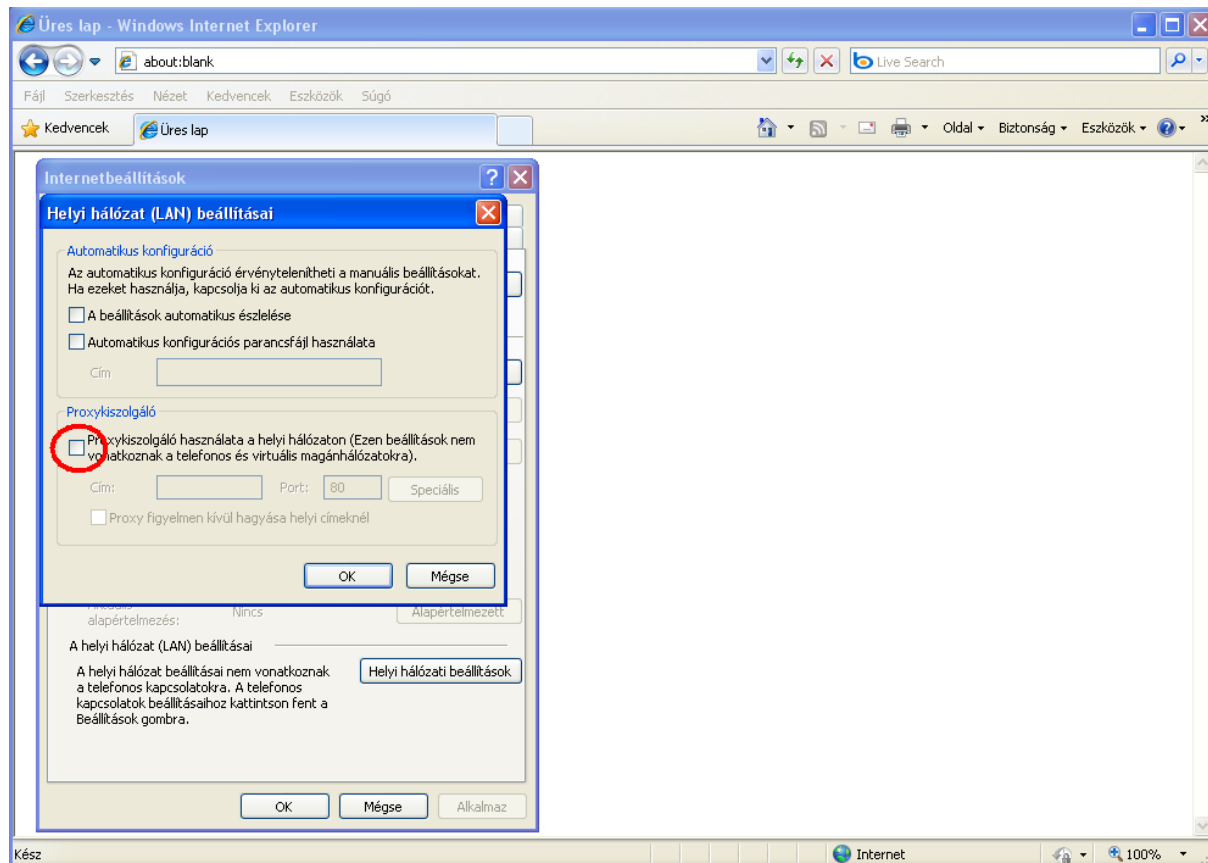 Üres lap - Windows Internet Explorer
about:blank
Live Search
Fájl Szerkesztés Nézet Kedvencek Eszközök Súgó
Kedvencek
Üres lap
Oldal Biztonság Eszközök
»
Internetbeállítások
Helyi hálózat (LAN) beállításai
Automatikus konfiguráció
Az automatikus konfiguráció érvénytelenítheti a manuális beállításokat.
Ha ezeket használja, kapcsolja ki az automatikus konfigurációt.
A beállítások automatikus észlelése
Automatikus konfigurációs parancsfájl használata
Cím
Proxykiszolgáló
Proxykiszolgáló használata a helyi hálózaton (Ezen beállítások nem
vonatkoznak a telefonos és virtuális magánhálózatokra).
Cím: Port: 80 Speciális
Proxy figyelmen kívül hagyása helyi címeknél
OK Mégse
alapértelmezés: Nincs Alapértelmezett
A helyi hálózat (LAN) beállításai
A helyi hálózat beállításai nem vonatkoznak
a telefonos kapcsolatokra. A telefonos
kapcsolatok beállításaihoz kattintson fent a
Beállítások gombra.
Helyi hálózati beállítások
OK Mégse Alkalmaz
Kész Internet 100%